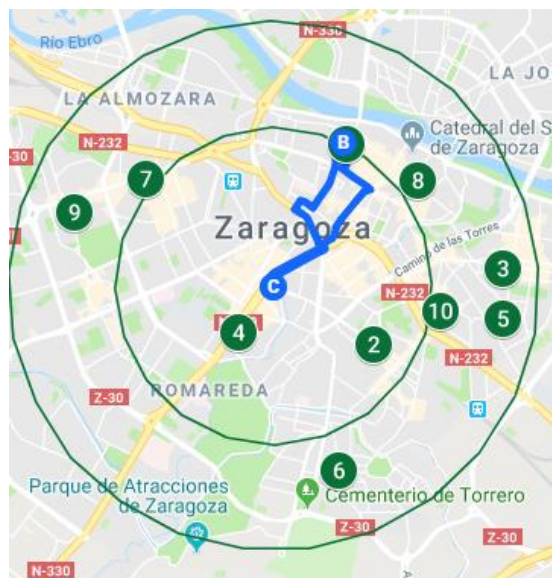 N-330
Río Ebro
LA JO
LA ALMOZARA
N-232
B
Catedral del S
de Zaragoza
Z-30
7
8
9
Zaragoza
Camino de las Torres
3
C
N-232
10
5
4
2
N-232
ROMAREDA
Z-30
6
Parque de Atracciones
de Zaragoza
Cementerio de Torrero
Z-30
N-330